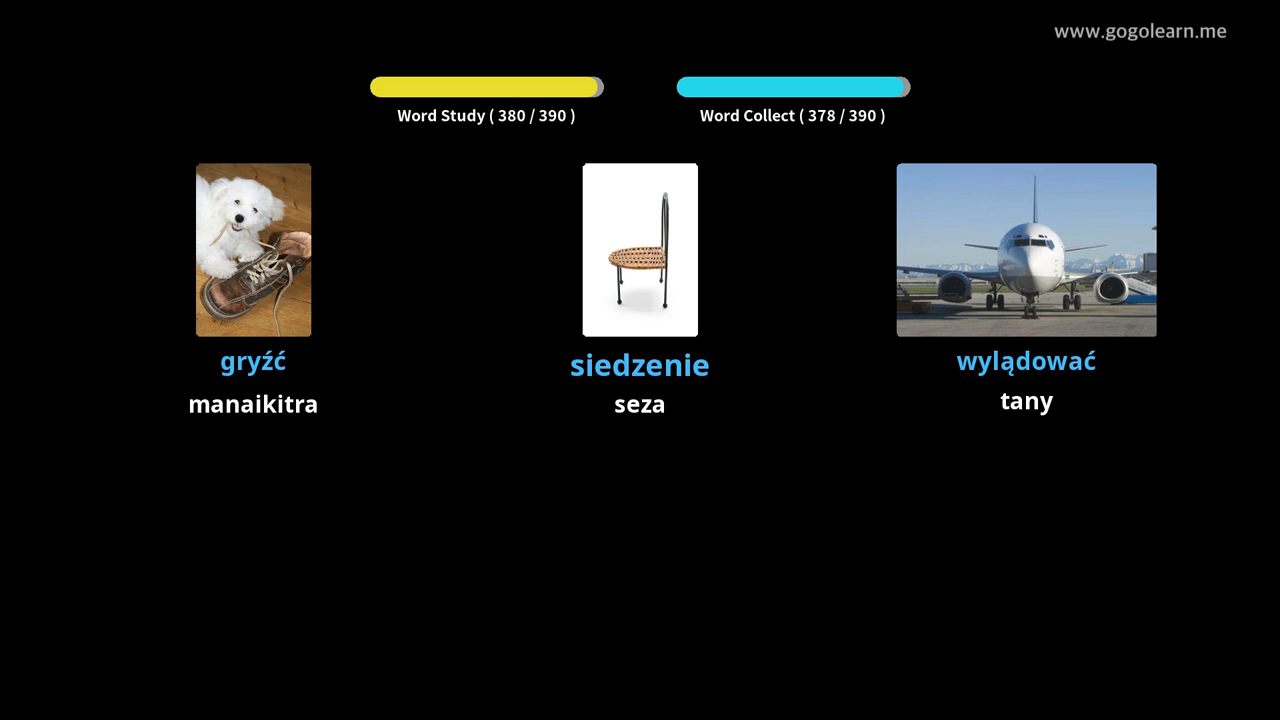 www.gogolearn.me
Word Study ( 380 / 390 )
Word Collect ( 378 / 390 )
gryźć
manaikitra
siedzenie
seza
wylądować
tany